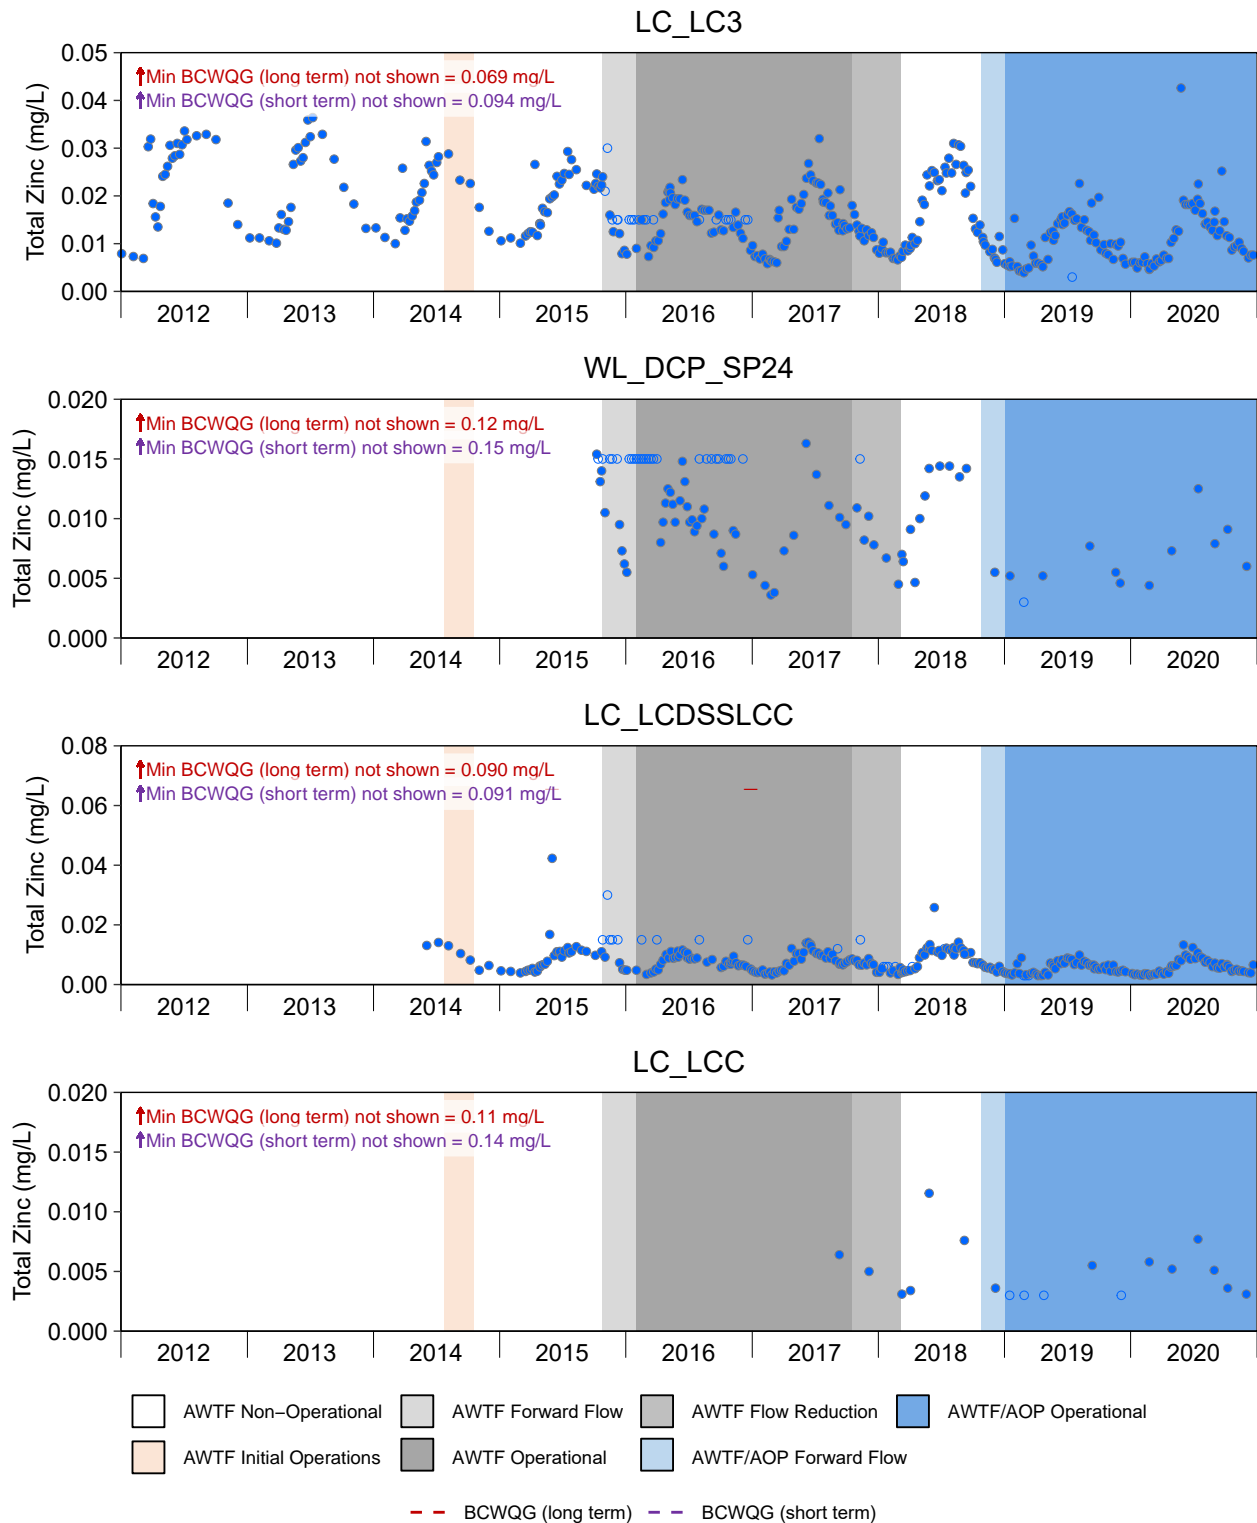 LC_LC3
Total Zinc (mg/L)
0.05
0.04
0.03
0.02
0.01
0.00
Min BCWQG (long term) not shown = 0.069 mg/L
Min BCWQG (short term) not shown = 0.094 mg/L
2012 2013 2014 2015 2016 2017 2018 2019 2020
WL_DCP_SP24
Total Zinc (mg/L)
0.020
0.015
0.010
0.005
0.000
Min BCWQG (long term) not shown = 0.12 mg/L
Min BCWQG (short term) not shown = 0.15 mg/L
2012 2013 2014 2015 2016 2017 2018 2019 2020
LC_LCDSSLCC
Total Zinc (mg/L)
0.08
0.06
0.04
0.02
0.00
Min BCWQG (long term) not shown = 0.090 mg/L
Min BCWQG (short term) not shown = 0.091 mg/L
2012 2013 2014 2015 2016 2017 2018 2019 2020
LC_LCC
Total Zinc (mg/L)
0.020
0.015
0.010
0.005
0.000
Min BCWQG (long term) not shown = 0.11 mg/L
Min BCWQG (short term) not shown = 0.14 mg/L
2012 2013 2014 2015 2016 2017 2018 2019 2020
AWTF Non−Operational AWTF Forward Flow AWTF Flow Reduction AWTF/AOP Operational
AWTF Initial Operations AWTF Operational AWTF/AOP Forward Flow
BCWQG (long term) BCWQG (short term)